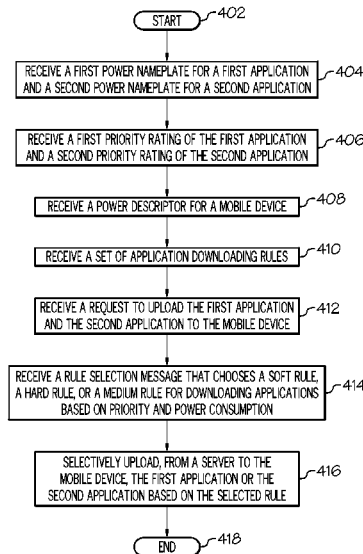 START
402
RECEIVE A FIRST POWER NAMEPLATE FOR A FIRST APPLICATION
AND A SECOND POWER NAMEPLATE FOR A SECOND APPLICATION
404
RECEIVE A FIRST PRIORITY RATING OF THE FIRST APPLICATION
AND A SECOND PRIORITY RATING OF THE SECOND APPLICATION
406
RECEIVE A POWER DESCRIPTOR FOR A MOBILE DEVICE
408
RECEIVE A SET OF APPLICATION DOWNLOADING RULES
410
RECEIVE A REQUEST TO UPLOAD THE FIRST APPLICATION
AND THE SECOND APPLICATION TO THE MOBILE DEVICE
412
RECEIVE A RULE SELECTION MESSAGE THAT CHOOSES A SOFT RULE,
A HARD RULE, OR A MEDIUM RULE FOR DOWNLOADING APPLICATIONS
BASED ON PRIORITY AND POWER CONSUMPTION
414
SELECTIVELY UPLOAD, FROM A SERVER TO THE
MOBILE DEVICE, THE FIRST APPLICATION OR THE
SECOND APPLICATION BASED ON THE SELECTED RULE
416
END
418